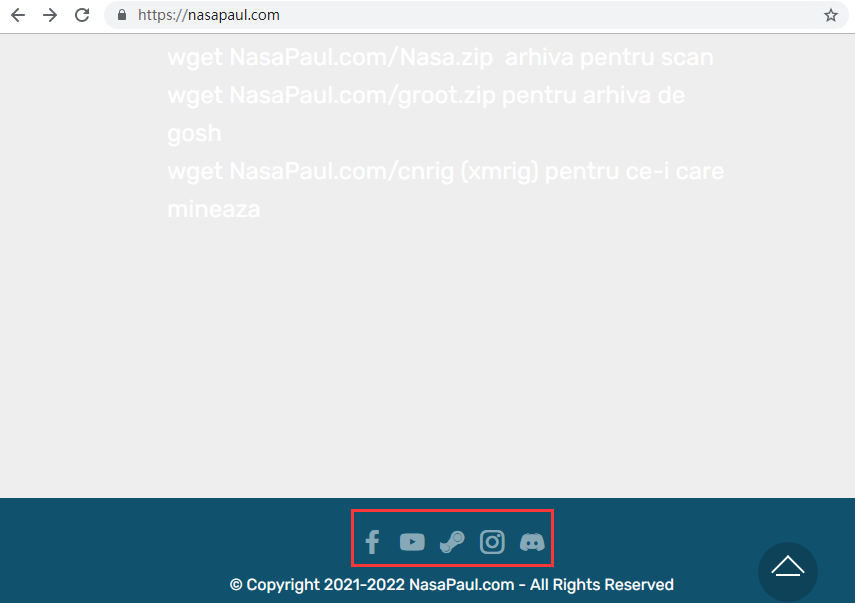 https://nasapaul.com
wget NasaPaul.com/Nasa.zip arhiva pentru scan
wget NasaPaul.com/groot.zip pentru arhiva de
gosh
wget NasaPaul.com/cnrig (xmrig) pentru ce-i care
mineaza
© Copyright 2021-2022 NasaPaul.com - All Rights Reserved